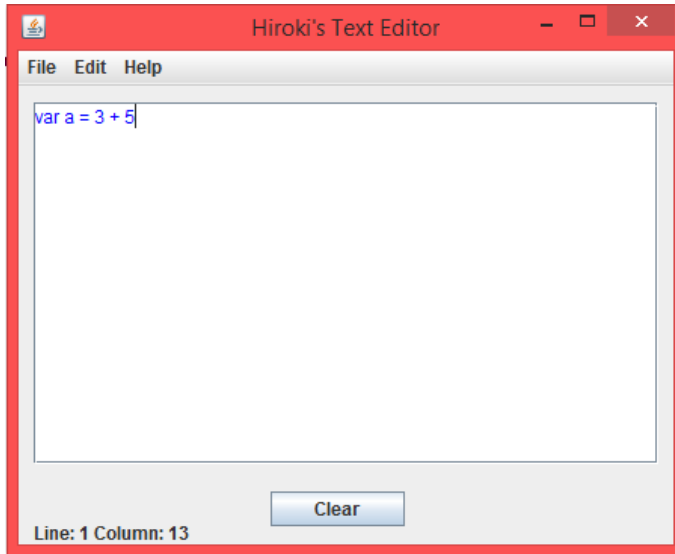 Hiroki's Text Editor
File Edit Help
var a = 3 + 5
Clear
Line: 1 Column: 13